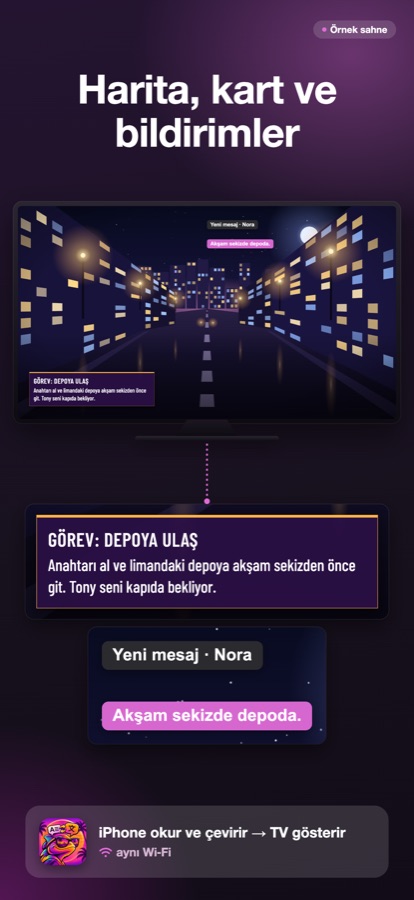 Örnek sahne
Harita, kart ve
bildirimler
Yeni mesaj · Nora
Akşam sekizde depoda.
GÖREV: DEPOYA ULAŞ
Anahtarı al ve limandaki depoya akşam sekizden önce
git. Tony seni kapıda bekliyor.
GÖREV: DEPOYA ULAŞ
Anahtarı al ve limandaki depoya akşam sekizden önce
git. Tony seni kapıda bekliyor.
Yeni mesaj · Nora
Akşam sekizde depoda.
iPhone okur ve çevirir → TV gösterir
aynı Wi-Fi